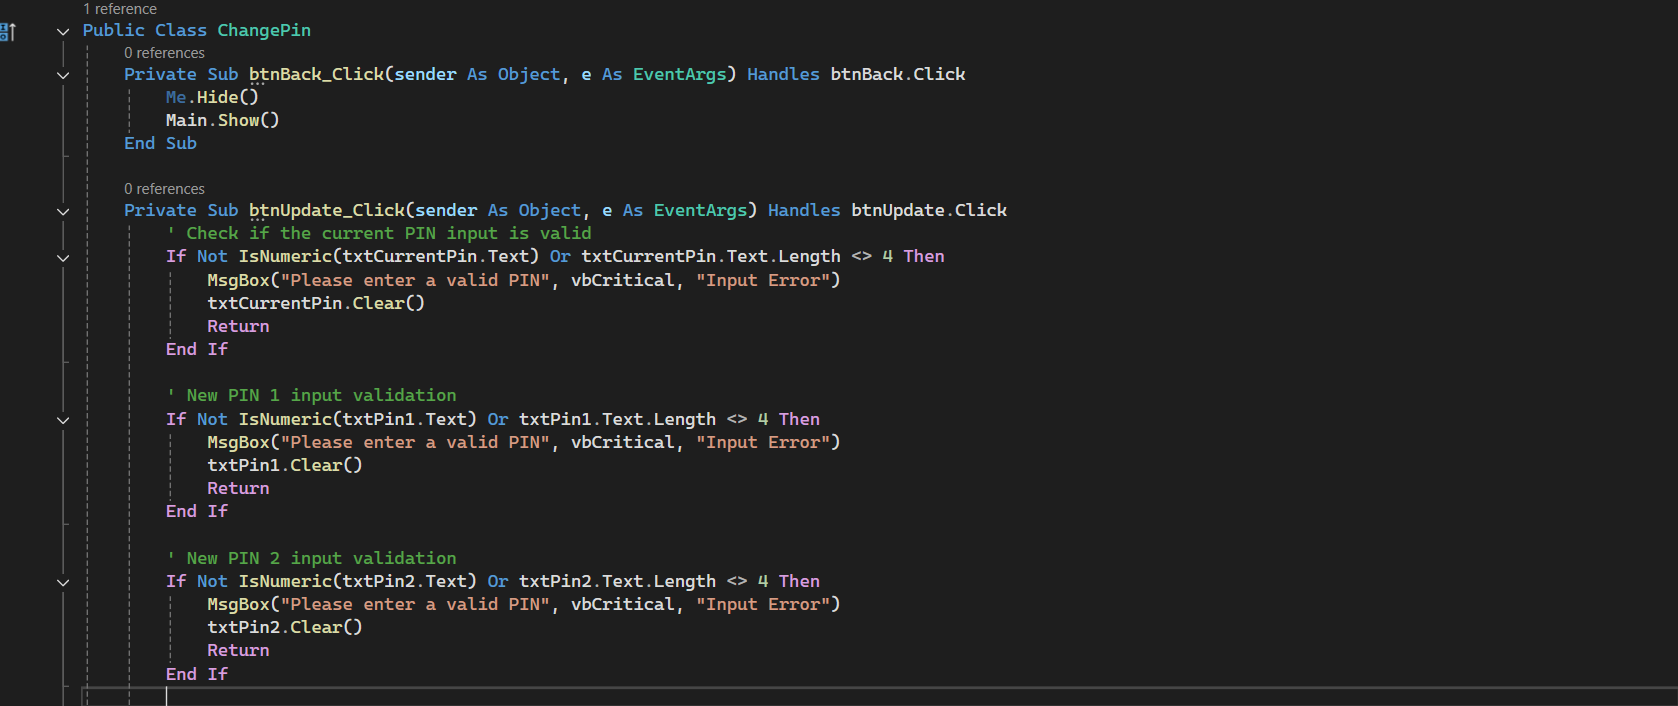 1 reference
Public Class ChangePin
0 references
Private Sub btnBack_Click(sender As Object, e As EventArgs) Handles btnBack.Click
Me.Hide()
Main.Show()
End Sub
0 references
Private Sub btnUpdate_Click(sender As Object, e As EventArgs) Handles btnUpdate.Click
' Check if the current PIN input is valid
If Not IsNumeric(txtCurrentPin.Text) Or txtCurrentPin.Text.Length <> 4 Then
MsgBox("Please enter a valid PIN", vbCritical, "Input Error")
txtCurrentPin.Clear()
Return
End If
' New PIN 1 input validation
If Not IsNumeric(txtPin1.Text) Or txtPin1.Text.Length <> 4 Then
MsgBox("Please enter a valid PIN", vbCritical, "Input Error")
txtPin1.Clear()
Return
End If
' New PIN 2 input validation
If Not IsNumeric(txtPin2.Text) Or txtPin2.Text.Length <> 4 Then
MsgBox("Please enter a valid PIN", vbCritical, "Input Error")
txtPin2.Clear()
Return
End If